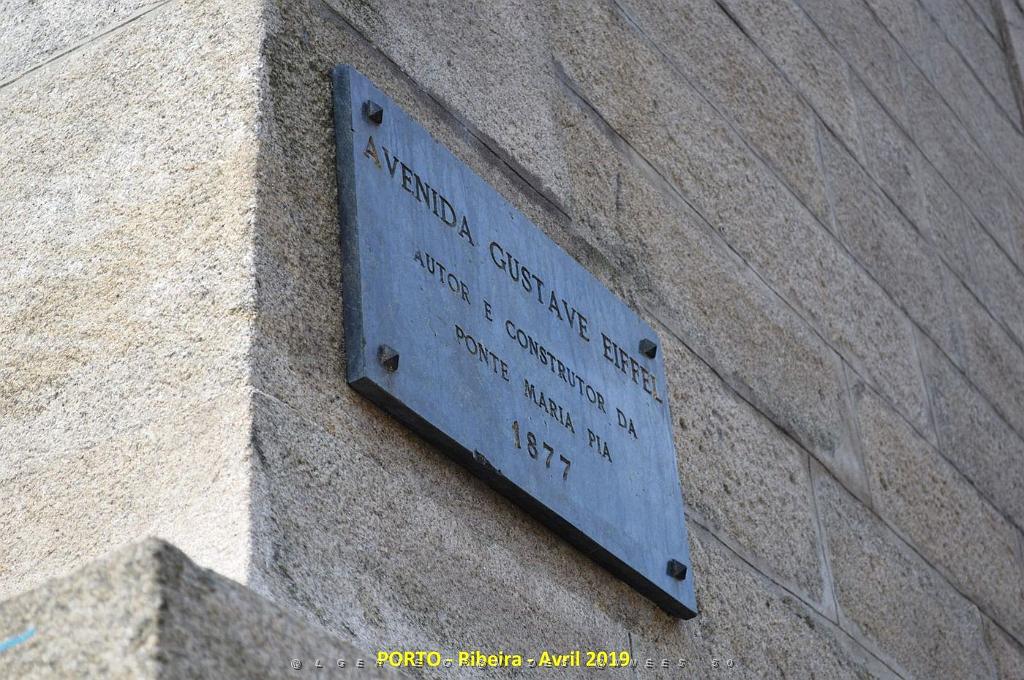 AVENIDA GUSTAVE EIFFEL
AUTOR E CONSTRUTOR DA
PONTE MARIA PIA
1877
PORTO - Ribeira - Avril 2019